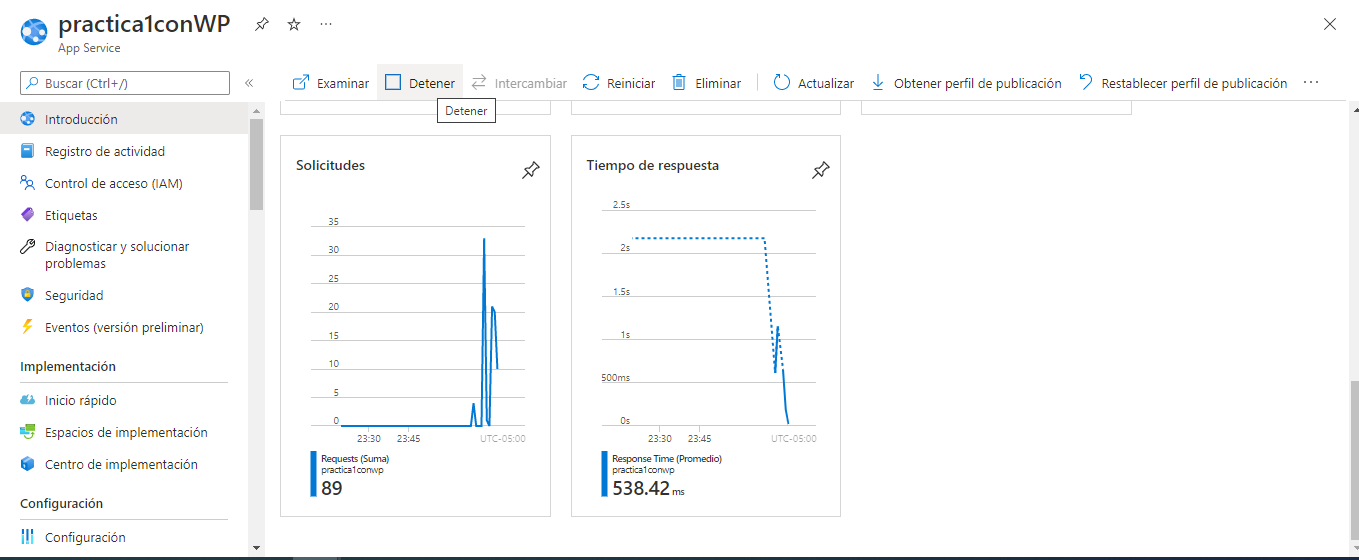 practica1conWP
App Service
Buscar (Ctrl+/)
Examinar
Detener
Intercambiar
Reiniciar
Eliminar
Actualizar
Obtener perfil de publicación
Restablecer perfil de publicación
Detener
Introducción
Registro de actividad
Control de acceso (IAM)
Etiquetas
Diagnosticar y solucionar
problemas
Seguridad
Eventos (versión preliminar)
Implementación
Inicio rápido
Espacios de implementación
Centro de implementación
Configuración
Configuración
Solicitudes
35
30
25
20
15
10
5
0
23:30
23:45
UTC-05:00
Requests (Suma)
practica1conwp
89
Tiempo de respuesta
2.5s
2s
1.5s
1s
500ms
0s
23:30
23:45
UTC-05:00
Response Time (Promedio)
practica1conwp
538.42 ms